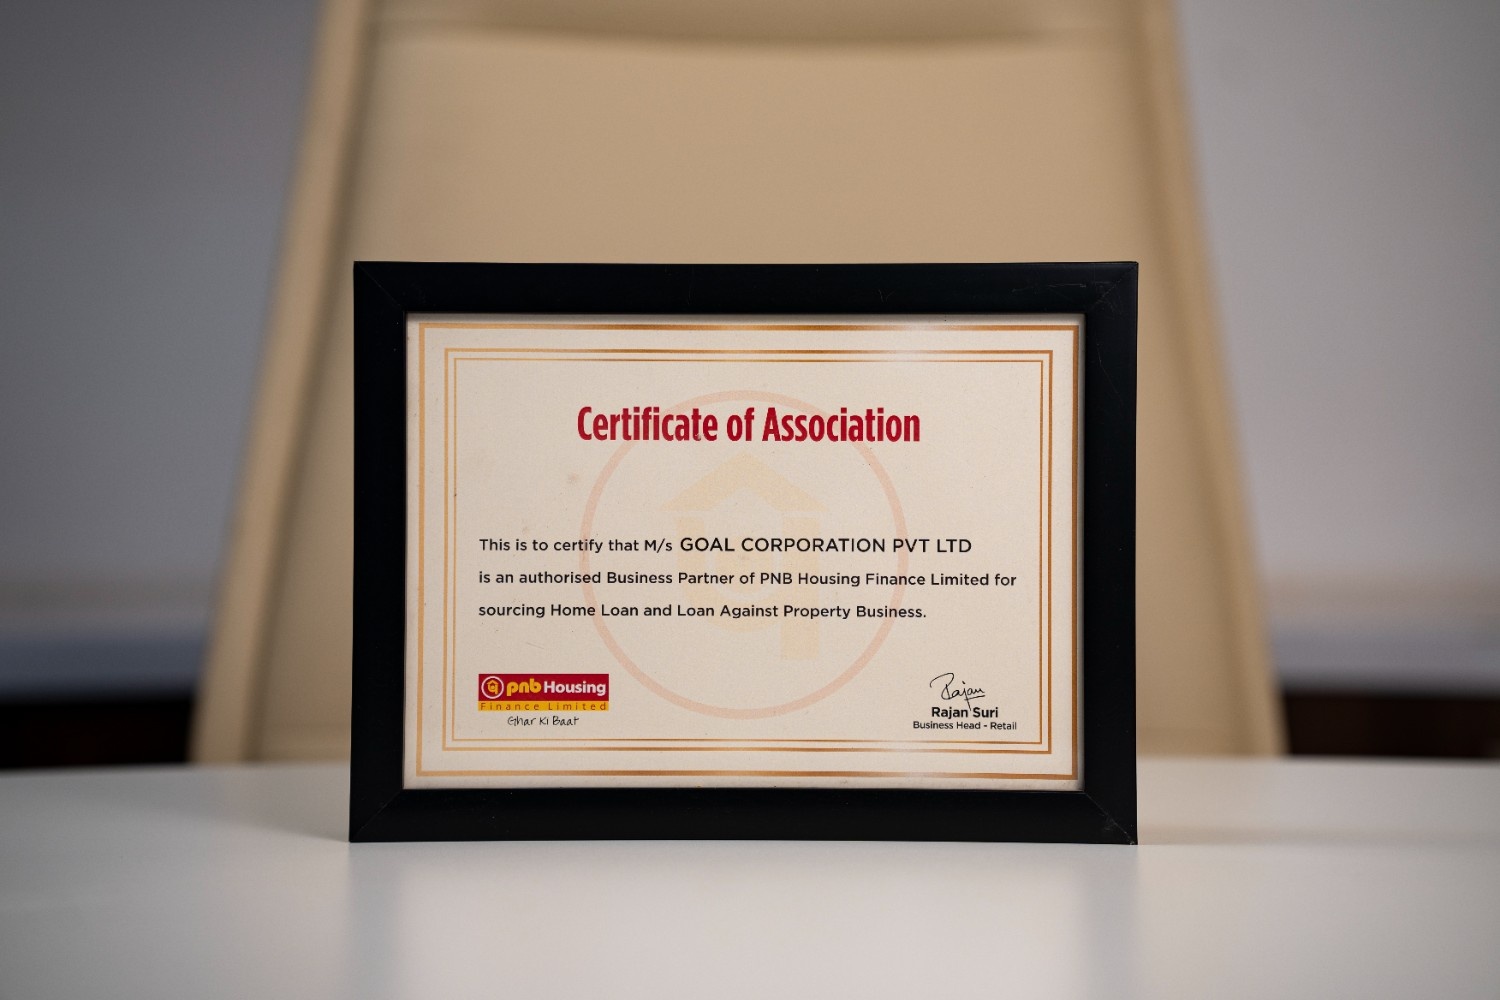 Certificate of Association
This is to certify that M/s GOAL CORPORATION PVT LTD
is an authorised Business Partner of PNB Housing Finance Limited for
sourcing Home Loan and Loan Against Property Business.
pnb Housing
Finance Limited
Ghar Ki Baat
Rajan
Rajan Suri
Business Head - Retail